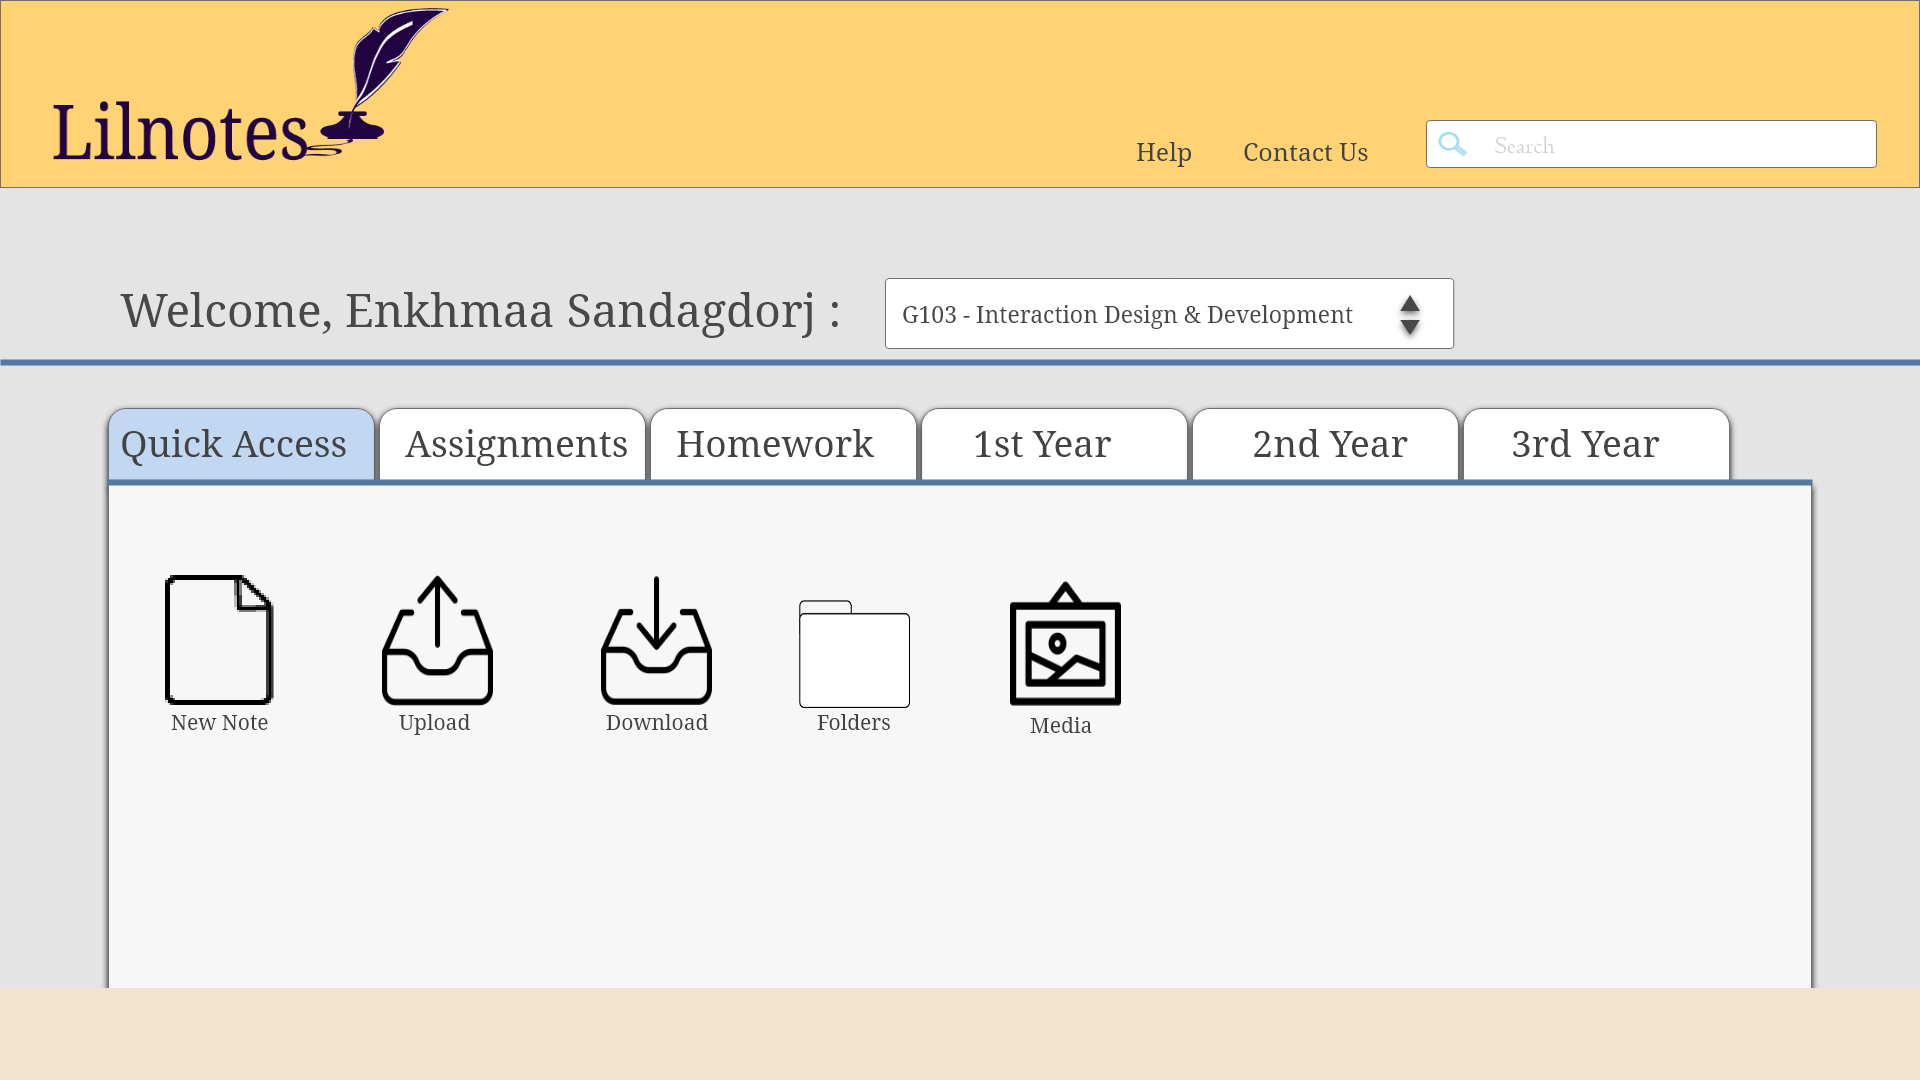 Lilnotes
Help
Contact Us
Search
Welcome, Enkhmaa Sandagdorj :
G103 - Interaction Design & Development
Quick Access
Assignments
Homework
1st Year
2nd Year
3rd Year
New Note
Upload
Download
Folders
Media